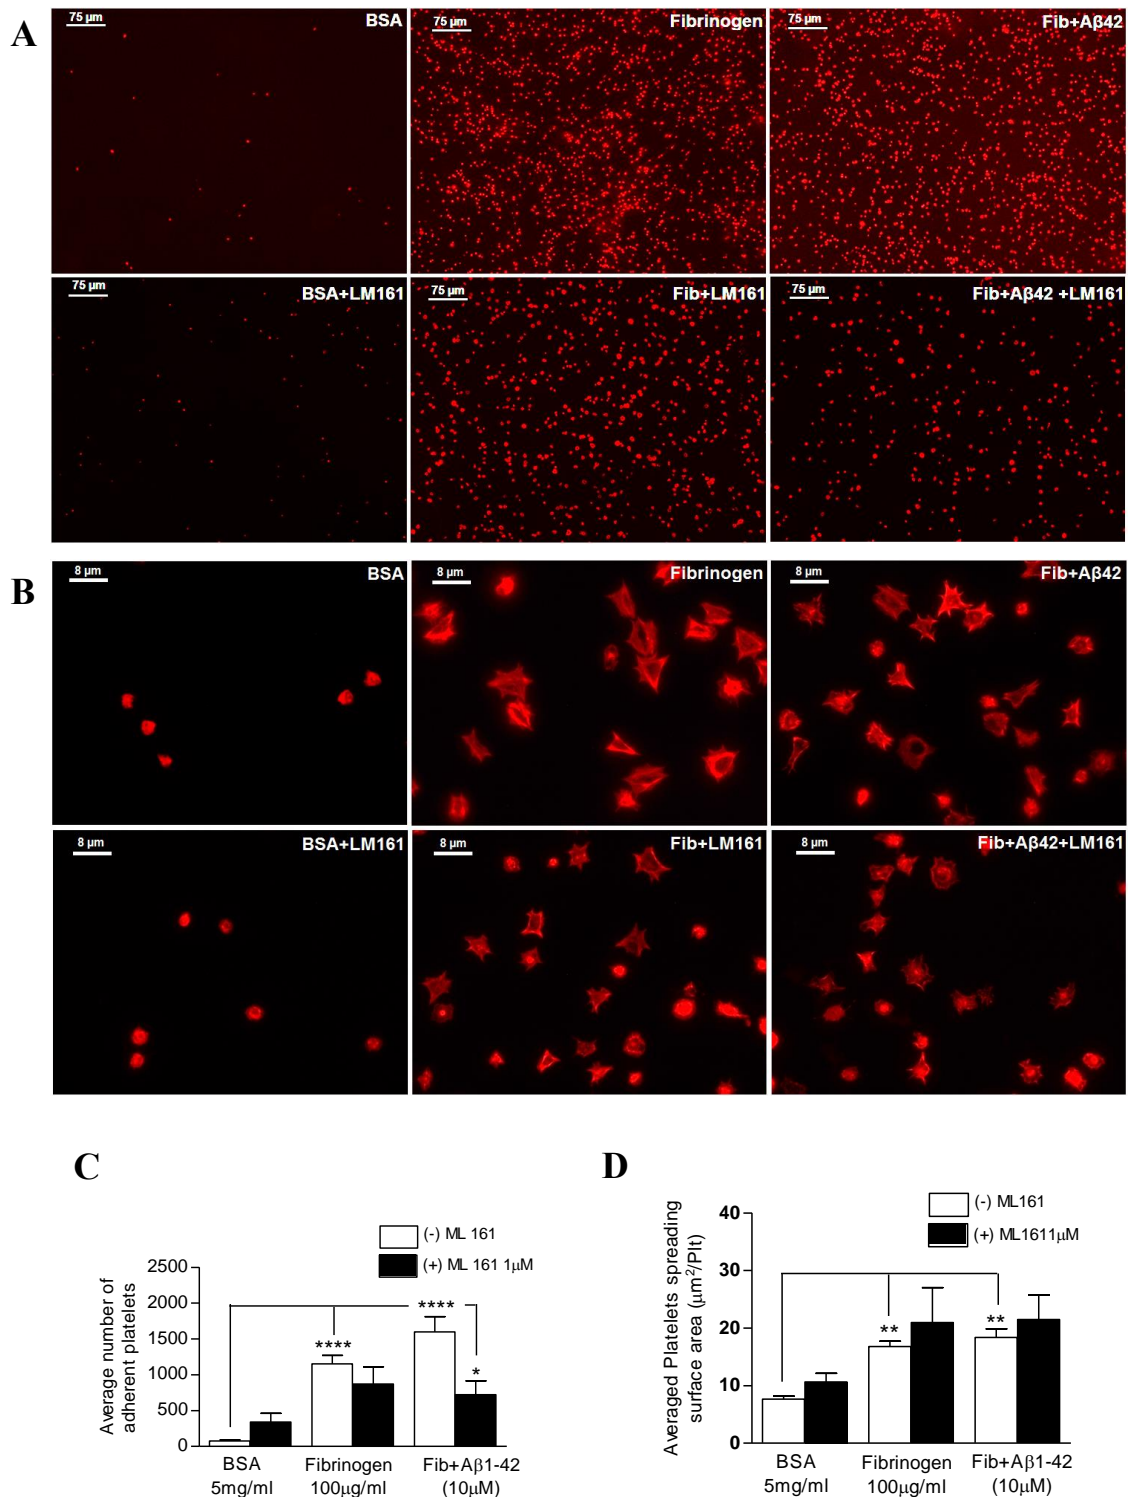 A
75 µm BSA
75 µm Fibrinogen
75 µm Fib+Aβ42
75 µm BSA+LM161
75 µm Fib+LM161
75 µm Fib+Aβ42 +LM161
B
8 µm BSA
8 µm Fibrinogen
8 µm Fib+Aβ42
8 µm BSA+LM161
8 µm Fib+LM161
8 µm Fib+Aβ42+LM161
C
(-) ML 161
(+) ML 161 1µM
Average number of
adherent platelets
2500
2000
1500
1000
500
0
****
****
*
BSA
5mg/ml
Fibrinogen
100µg/ml
Fib+Aβ1-42
(10µM)
D
(-) ML161
(+) ML1611µM
Averaged Platelets spreading
surface area (µm²/Plt)
40
30
20
10
0
**
**
BSA
5mg/ml
Fibrinogen
100µg/ml
Fib+Aβ1-42
(10µM)